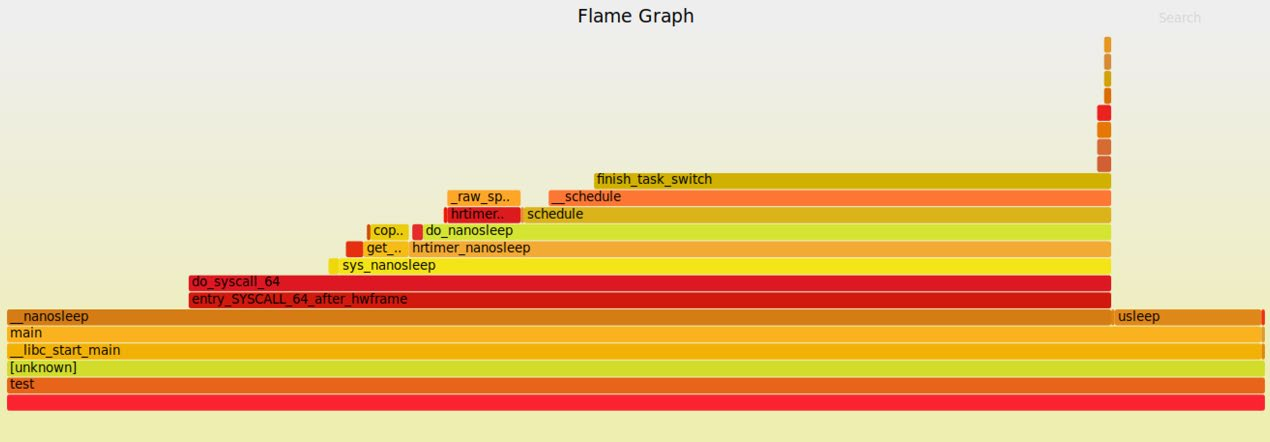 Flame Graph
Search
finish_task_switch
_raw_sp.. __schedule
hrtimer.. schedule
cop.. do_nanosleep
get_.. hrtimer_nanosleep
sys_nanosleep
do_syscall_64
entry_SYSCALL_64_after_hwframe
__nanosleep usleep
main
__libc_start_main
[unknown]
test